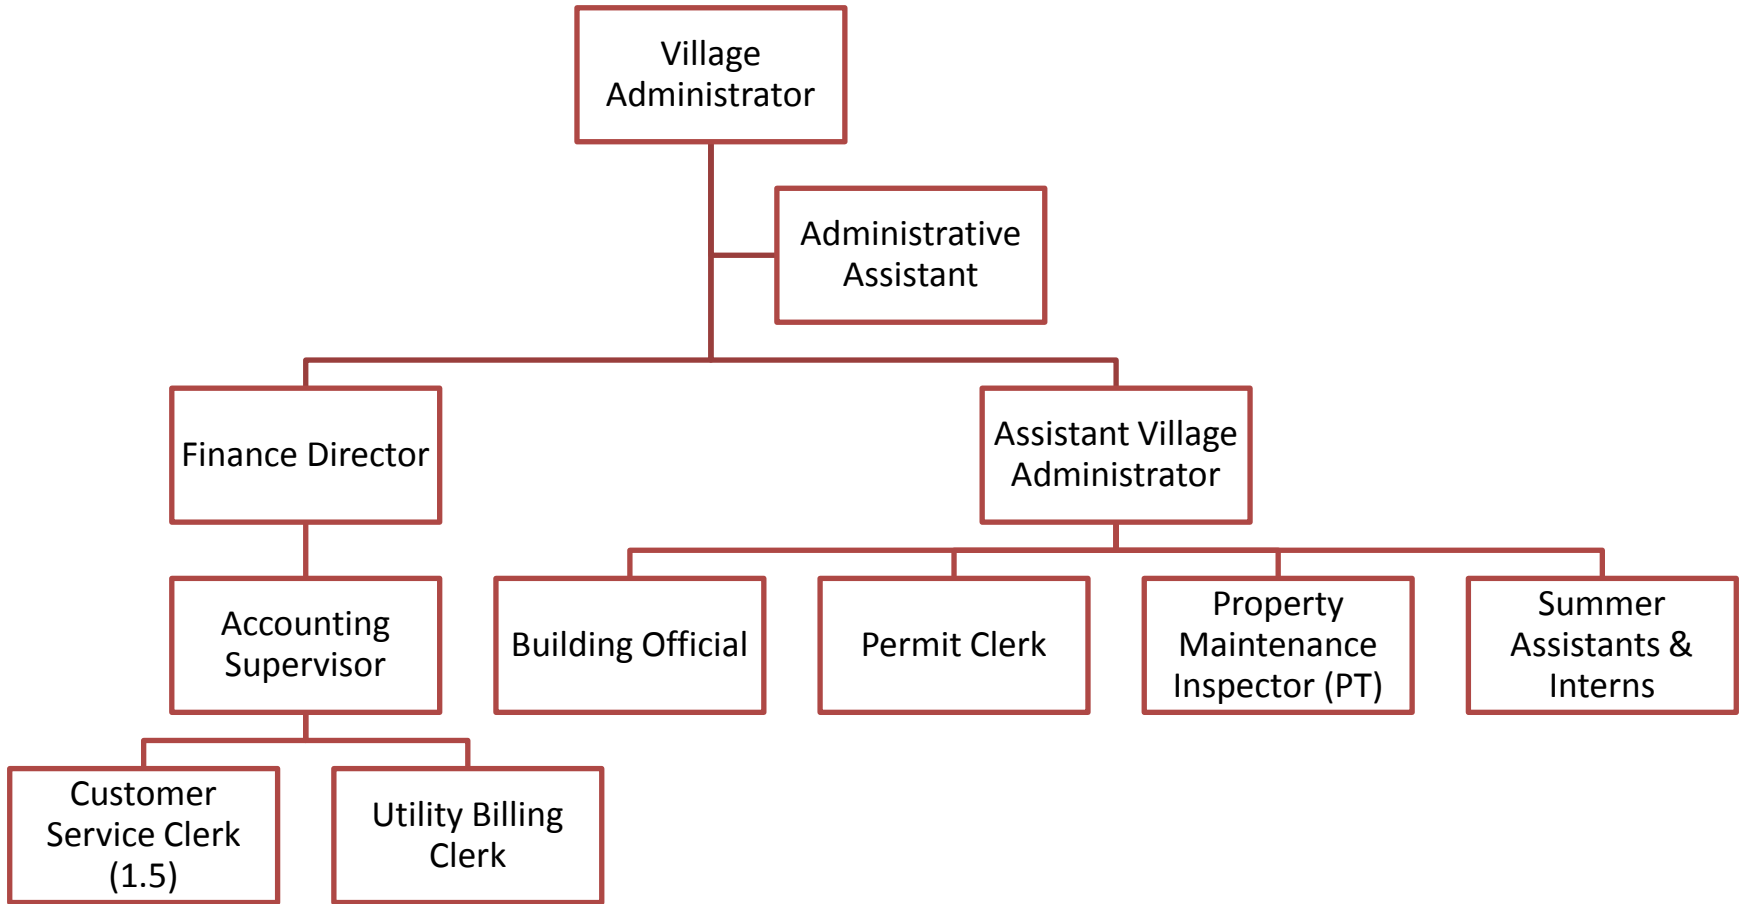 Village
Administrator
Administrative
Assistant
Finance Director
Assistant Village
Administrator
Accounting
Supervisor
Building Official
Permit Clerk
Property
Maintenance
Inspector (PT)
Summer
Assistants &
Interns
Customer
Service Clerk
(1.5)
Utility Billing
Clerk